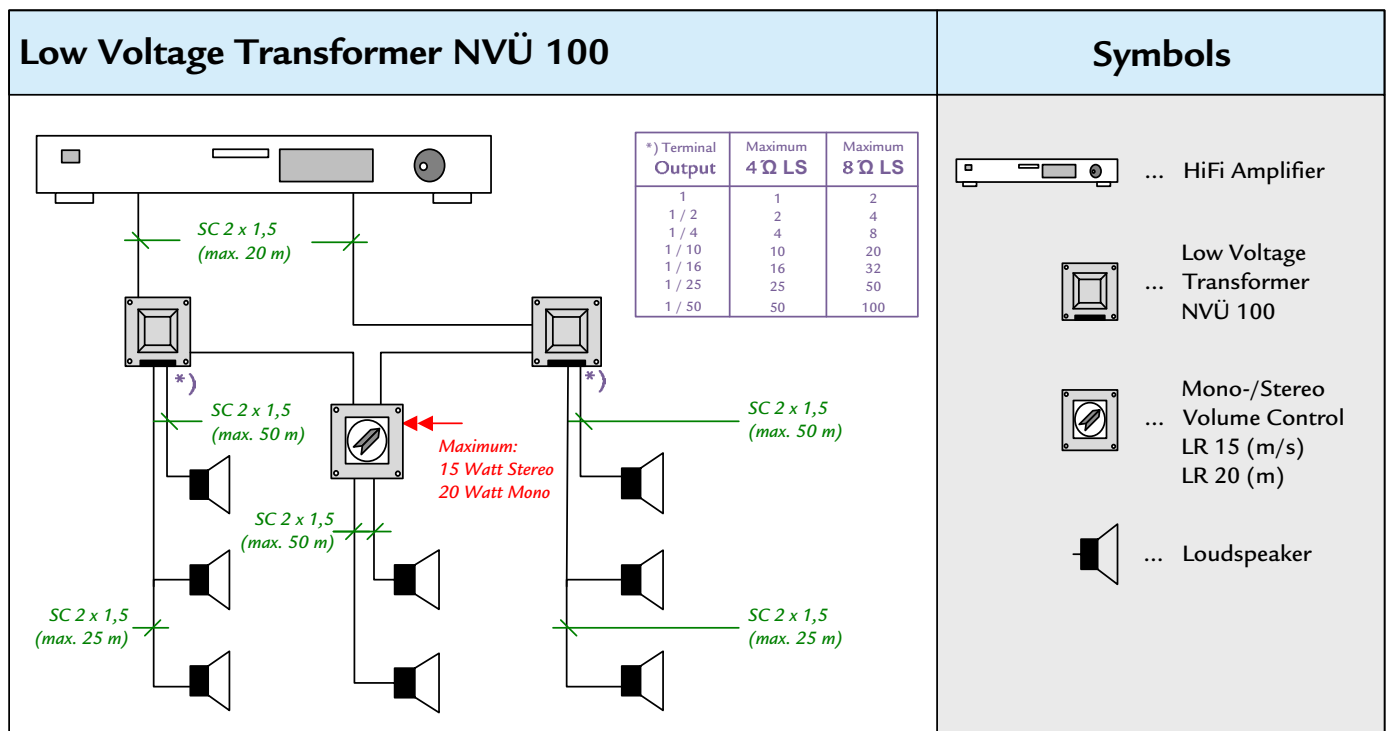 Low Voltage Transformer NVÜ 100
Symbols
*) Terminal Output
Maximum 4 Ω LS
Maximum 8 Ω LS
1 1 2
1 / 2 2 4
1 / 4 4 8
1 / 10 10 20
1 / 16 16 32
1 / 25 25 50
1 / 50 50 100
SC 2 x 1,5
(max. 20 m)
*)
*)
SC 2 x 1,5
(max. 50 m)
Maximum:
15 Watt Stereo
20 Watt Mono
SC 2 x 1,5
(max. 50 m)
SC 2 x 1,5
(max. 50 m)
SC 2 x 1,5
(max. 25 m)
SC 2 x 1,5
(max. 25 m)
... HiFi Amplifier
Low Voltage
... Transformer
NVÜ 100
Mono-/Stereo
... Volume Control
LR 15 (m/s)
LR 20 (m)
... Loudspeaker